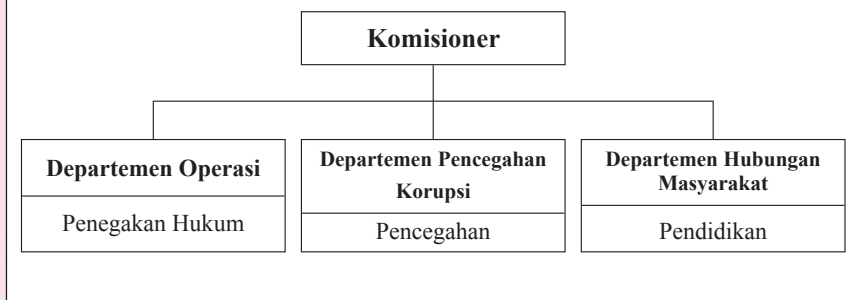 Komisioner
Departemen Operasi
Penegakan Hukum
Departemen Pencegahan
Korupsi
Pencegahan
Departemen Hubungan
Masyarakat
Pendidikan